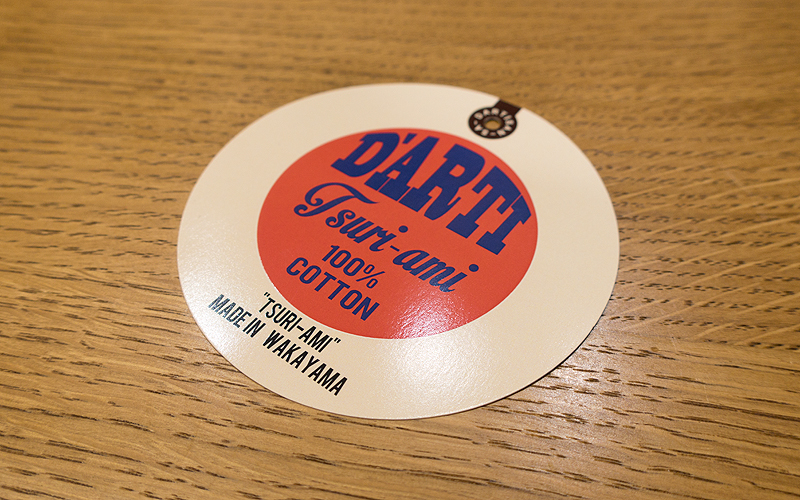 D'ARTI
Tsuri-ami
100%
COTTON
"TSURI-AMI"
MADE IN WAKAYAMA